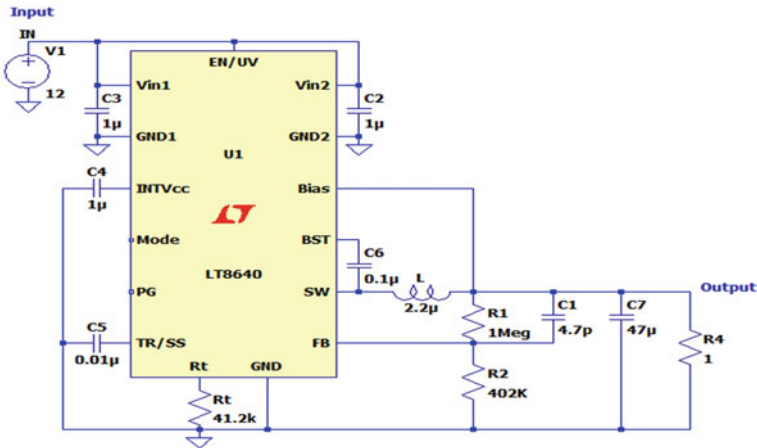 Input
IN
V1
12
EN/UV
Vin1
Vin2
C3
1µ
C2
1µ
GND1
GND2
U1
C4
1µ
INTVcc
Bias
Mode
BST
LT8640
C6
0.1µ
PG
SW
L
2.2µ
Output
R1
1Meg
C1
4.7p
C7
47µ
R4
1
C5
0.01µ
TR/SS
FB
Rt
GND
R2
402K
Rt
41.2k